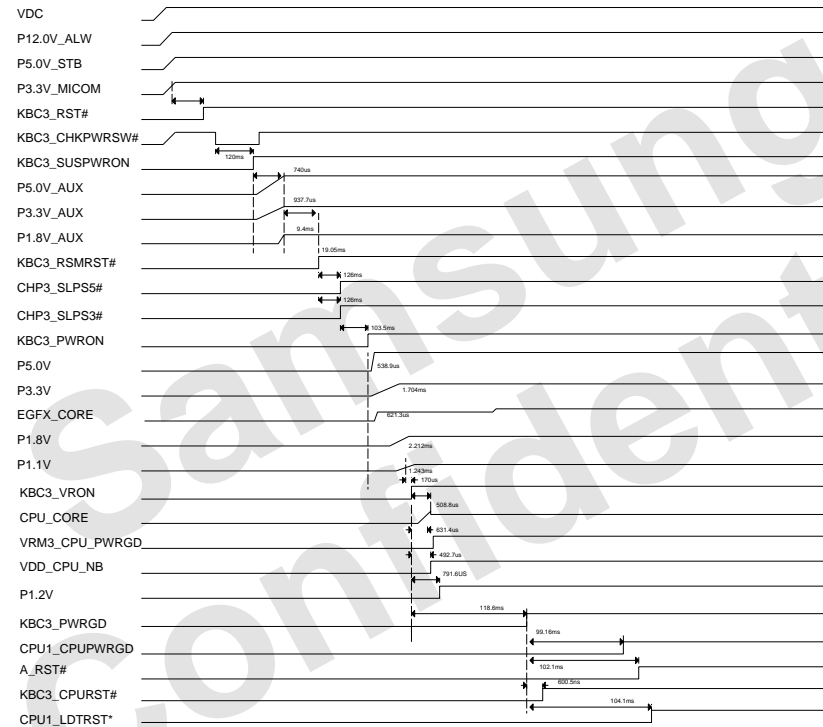 VDC
P12.0V_ALW
P5.0V_STB
P3.3V_MICOM
KBC3_RST#
KBC3_CHKPWRSW#
120ms
KBC3_SUSPWRON
740us
P5.0V_AUX
937.7us
P3.3V_AUX
9.4ms
P1.8V_AUX
19.05ms
KBC3_RSMRST#
126ms
CHP3_SLPS5#
126ms
CHP3_SLPS3#
103.5ms
KBC3_PWRON
P5.0V
538.9us
P3.3V
1.704ms
EGFX_CORE
621.3us
P1.8V
2.212ms
P1.1V
1.243ms
170us
KBC3_VRON
508.8us
CPU_CORE
631.4us
VRM3_CPU_PWRGD
492.7us
VDD_CPU_NB
791.6US
P1.2V
118.6ms
KBC3_PWRGD
99.16ms
CPU1_CPUPWRGD
102.1ms
A_RST#
600.5ns
KBC3_CPURST#
104.1ms
CPU1_LDTRST*
Samsung
Confident